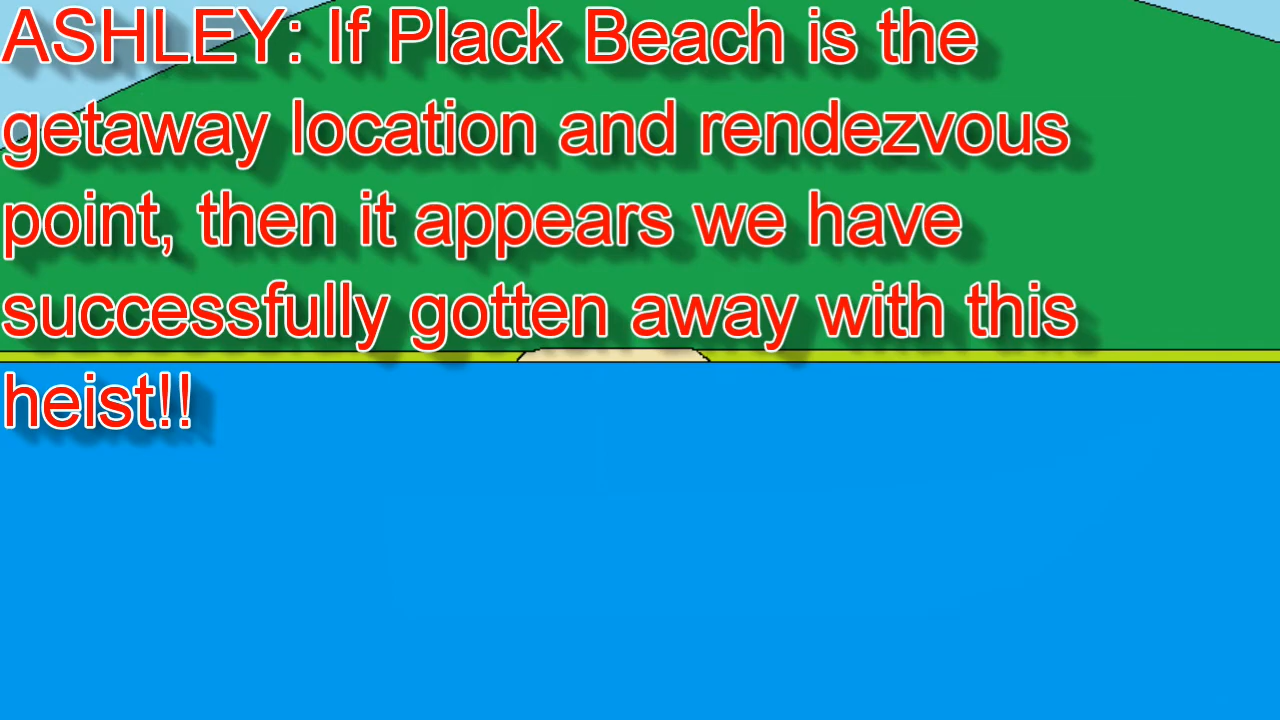 ASHLEY: If Plack Beach is the
getaway location and rendezvous
point, then it appears we have
successfully gotten away with this
heist!!